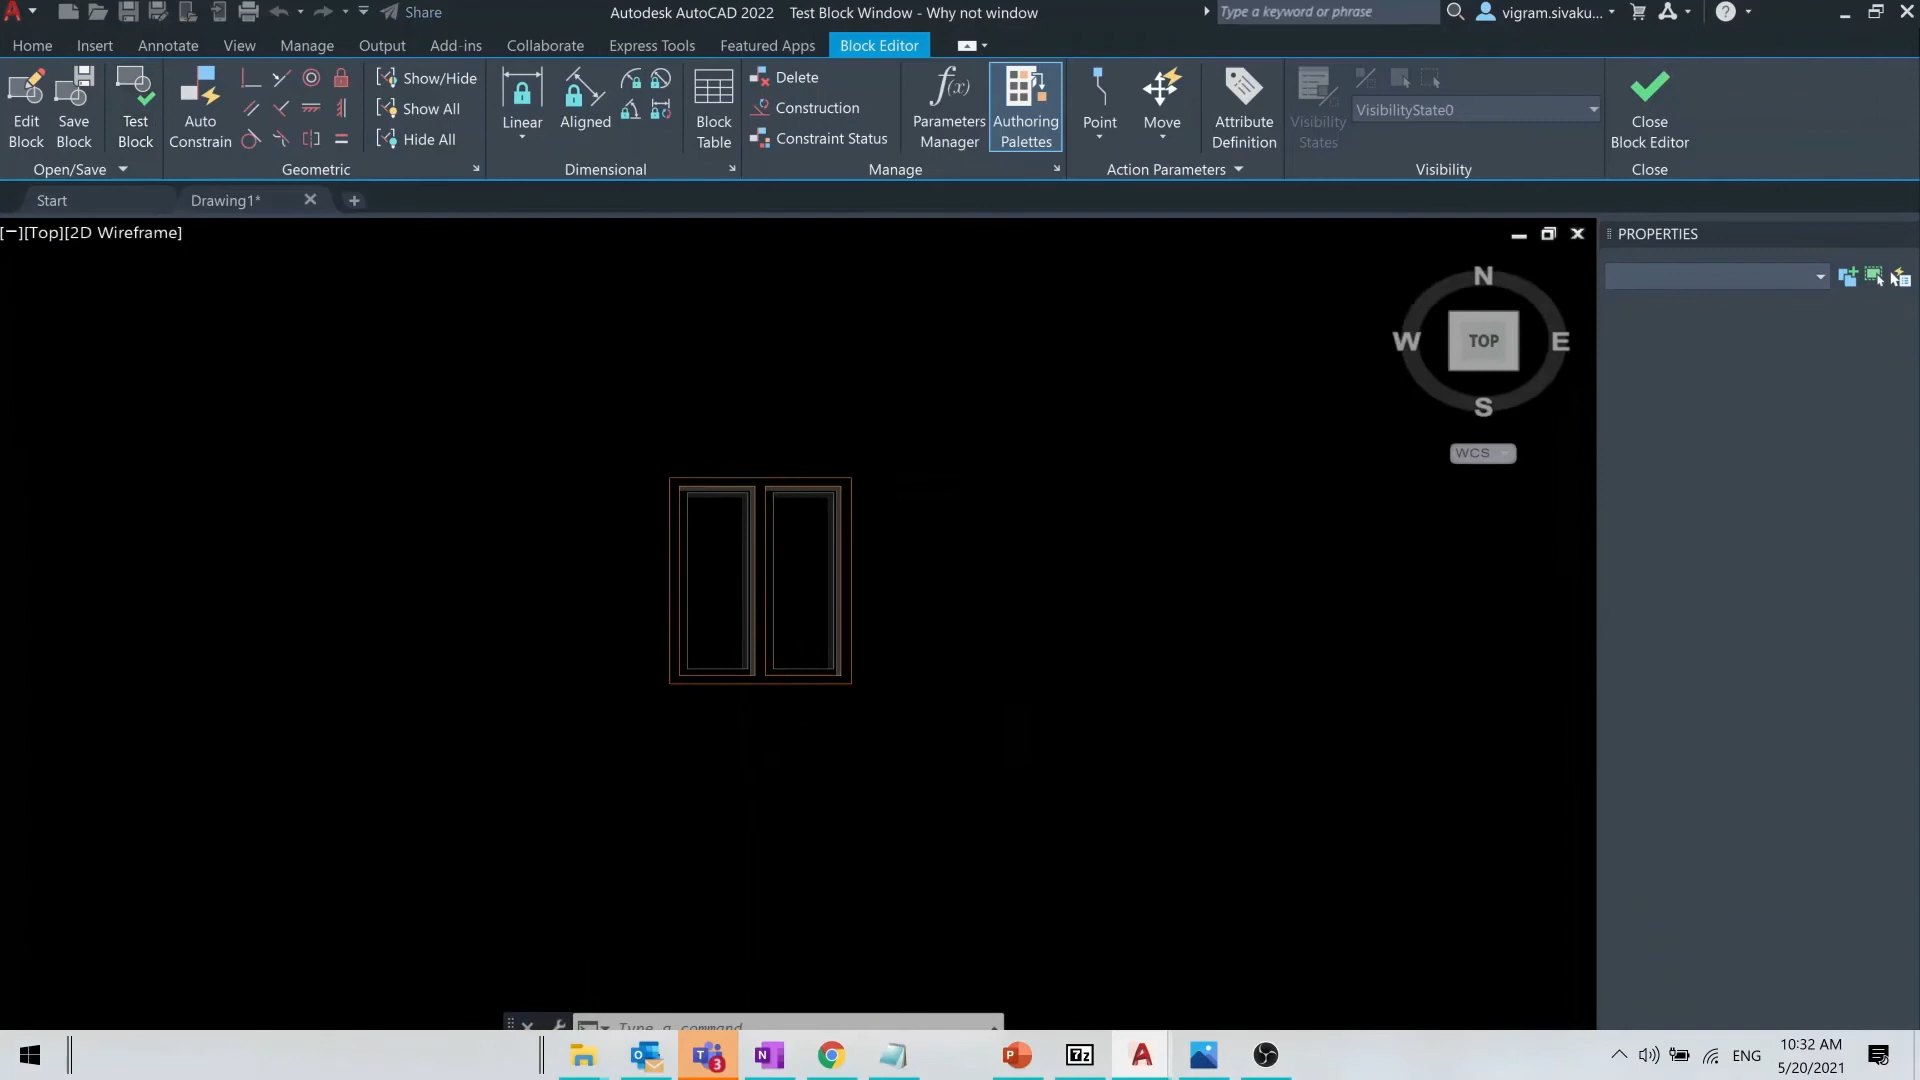 Share
Autodesk AutoCAD 2022 Test Block Window - Why not window
Type a keyword or phrase
vigram.sivaku...
Home Insert Annotate View Manage Output Add-ins Collaborate Express Tools Featured Apps Block Editor
Edit Block
Save Block
Test Block
Auto Constrain
Show/Hide
Show All
Hide All
Linear
Aligned
Block Table
Delete
Construction
Constraint Status
Parameters Manager
Authoring Palettes
Point
Move
Attribute Definition
Visibility States
VisibilityState0
Close Block Editor
Open/Save Geometric Dimensional Manage Action Parameters Visibility Close
Start Drawing1*
[−][Top][2D Wireframe]
PROPERTIES
N
W TOP E
S
WCS
Type a command
ENG
10:32 AM
5/20/2021